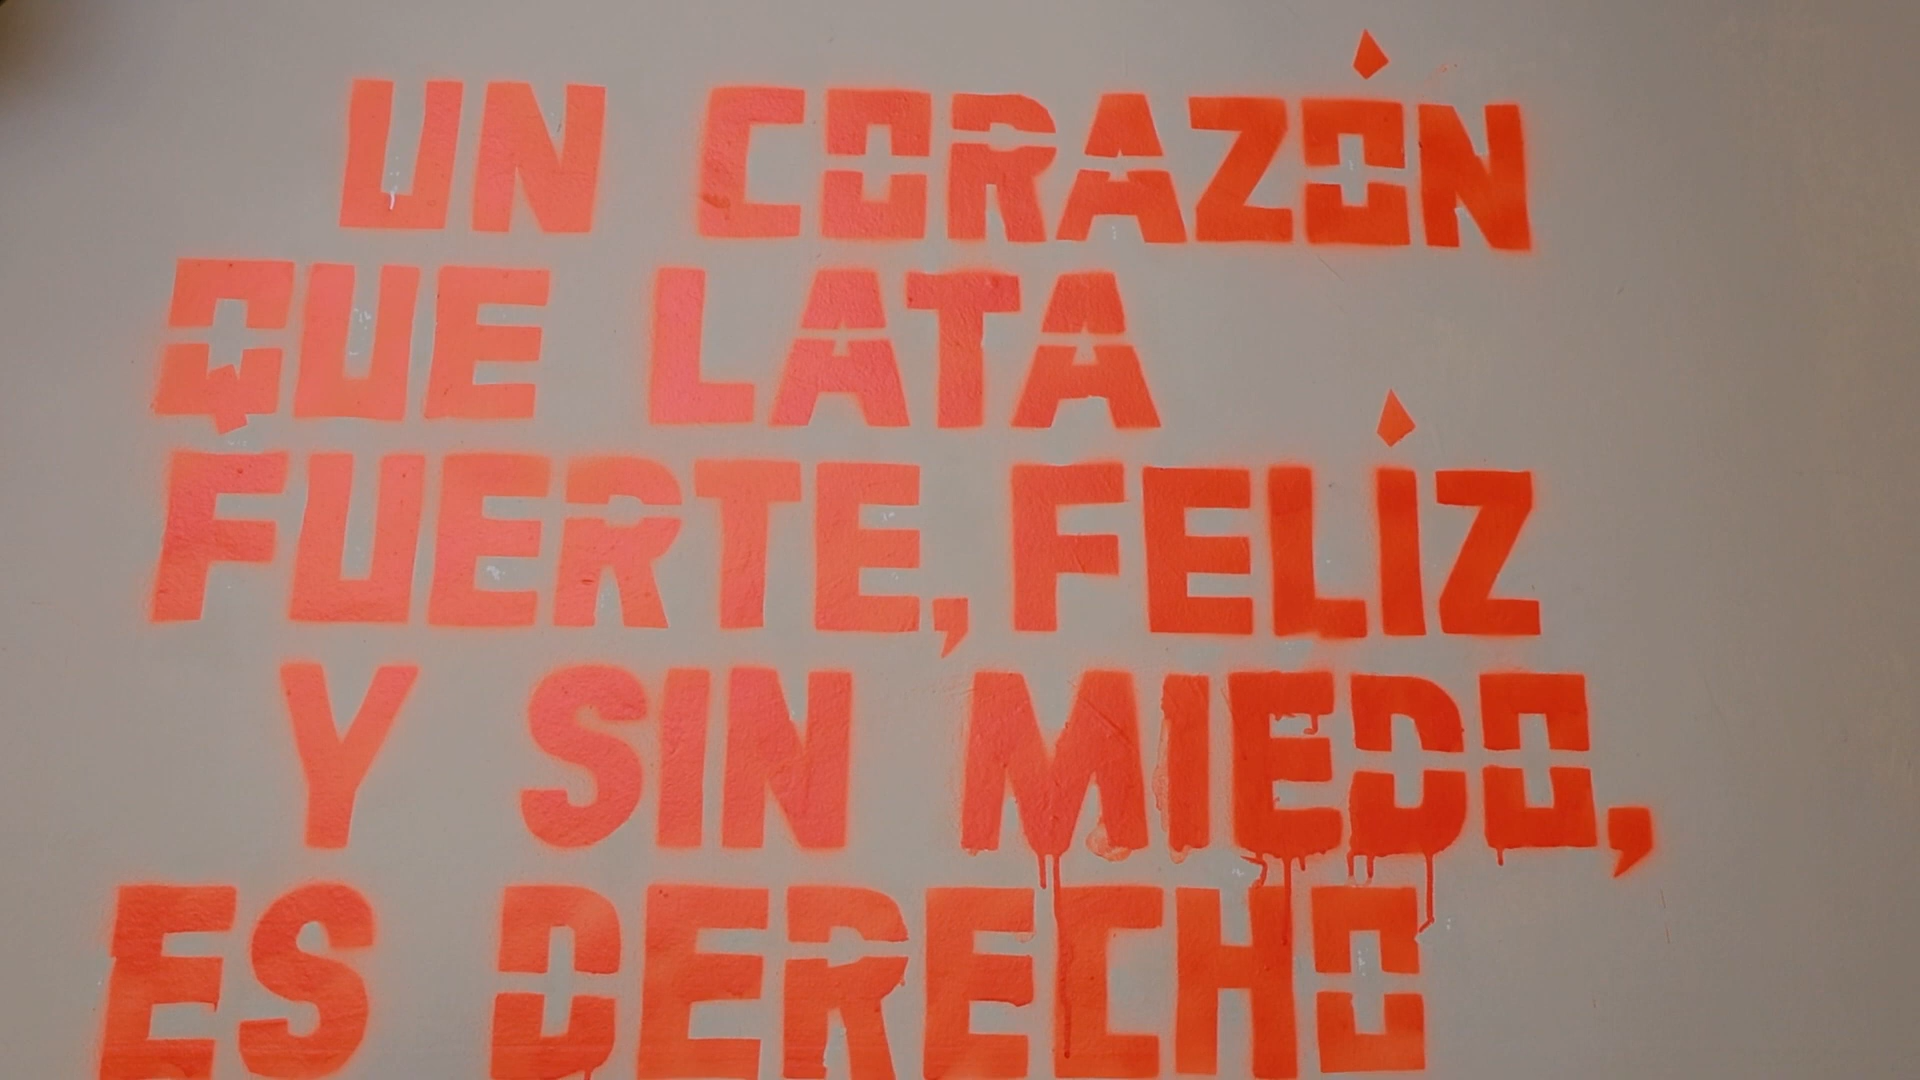 UN CORAZÓN
QUE LATA
FUERTE, FELÍZ
Y SIN MIEDO,
ES DERECHO